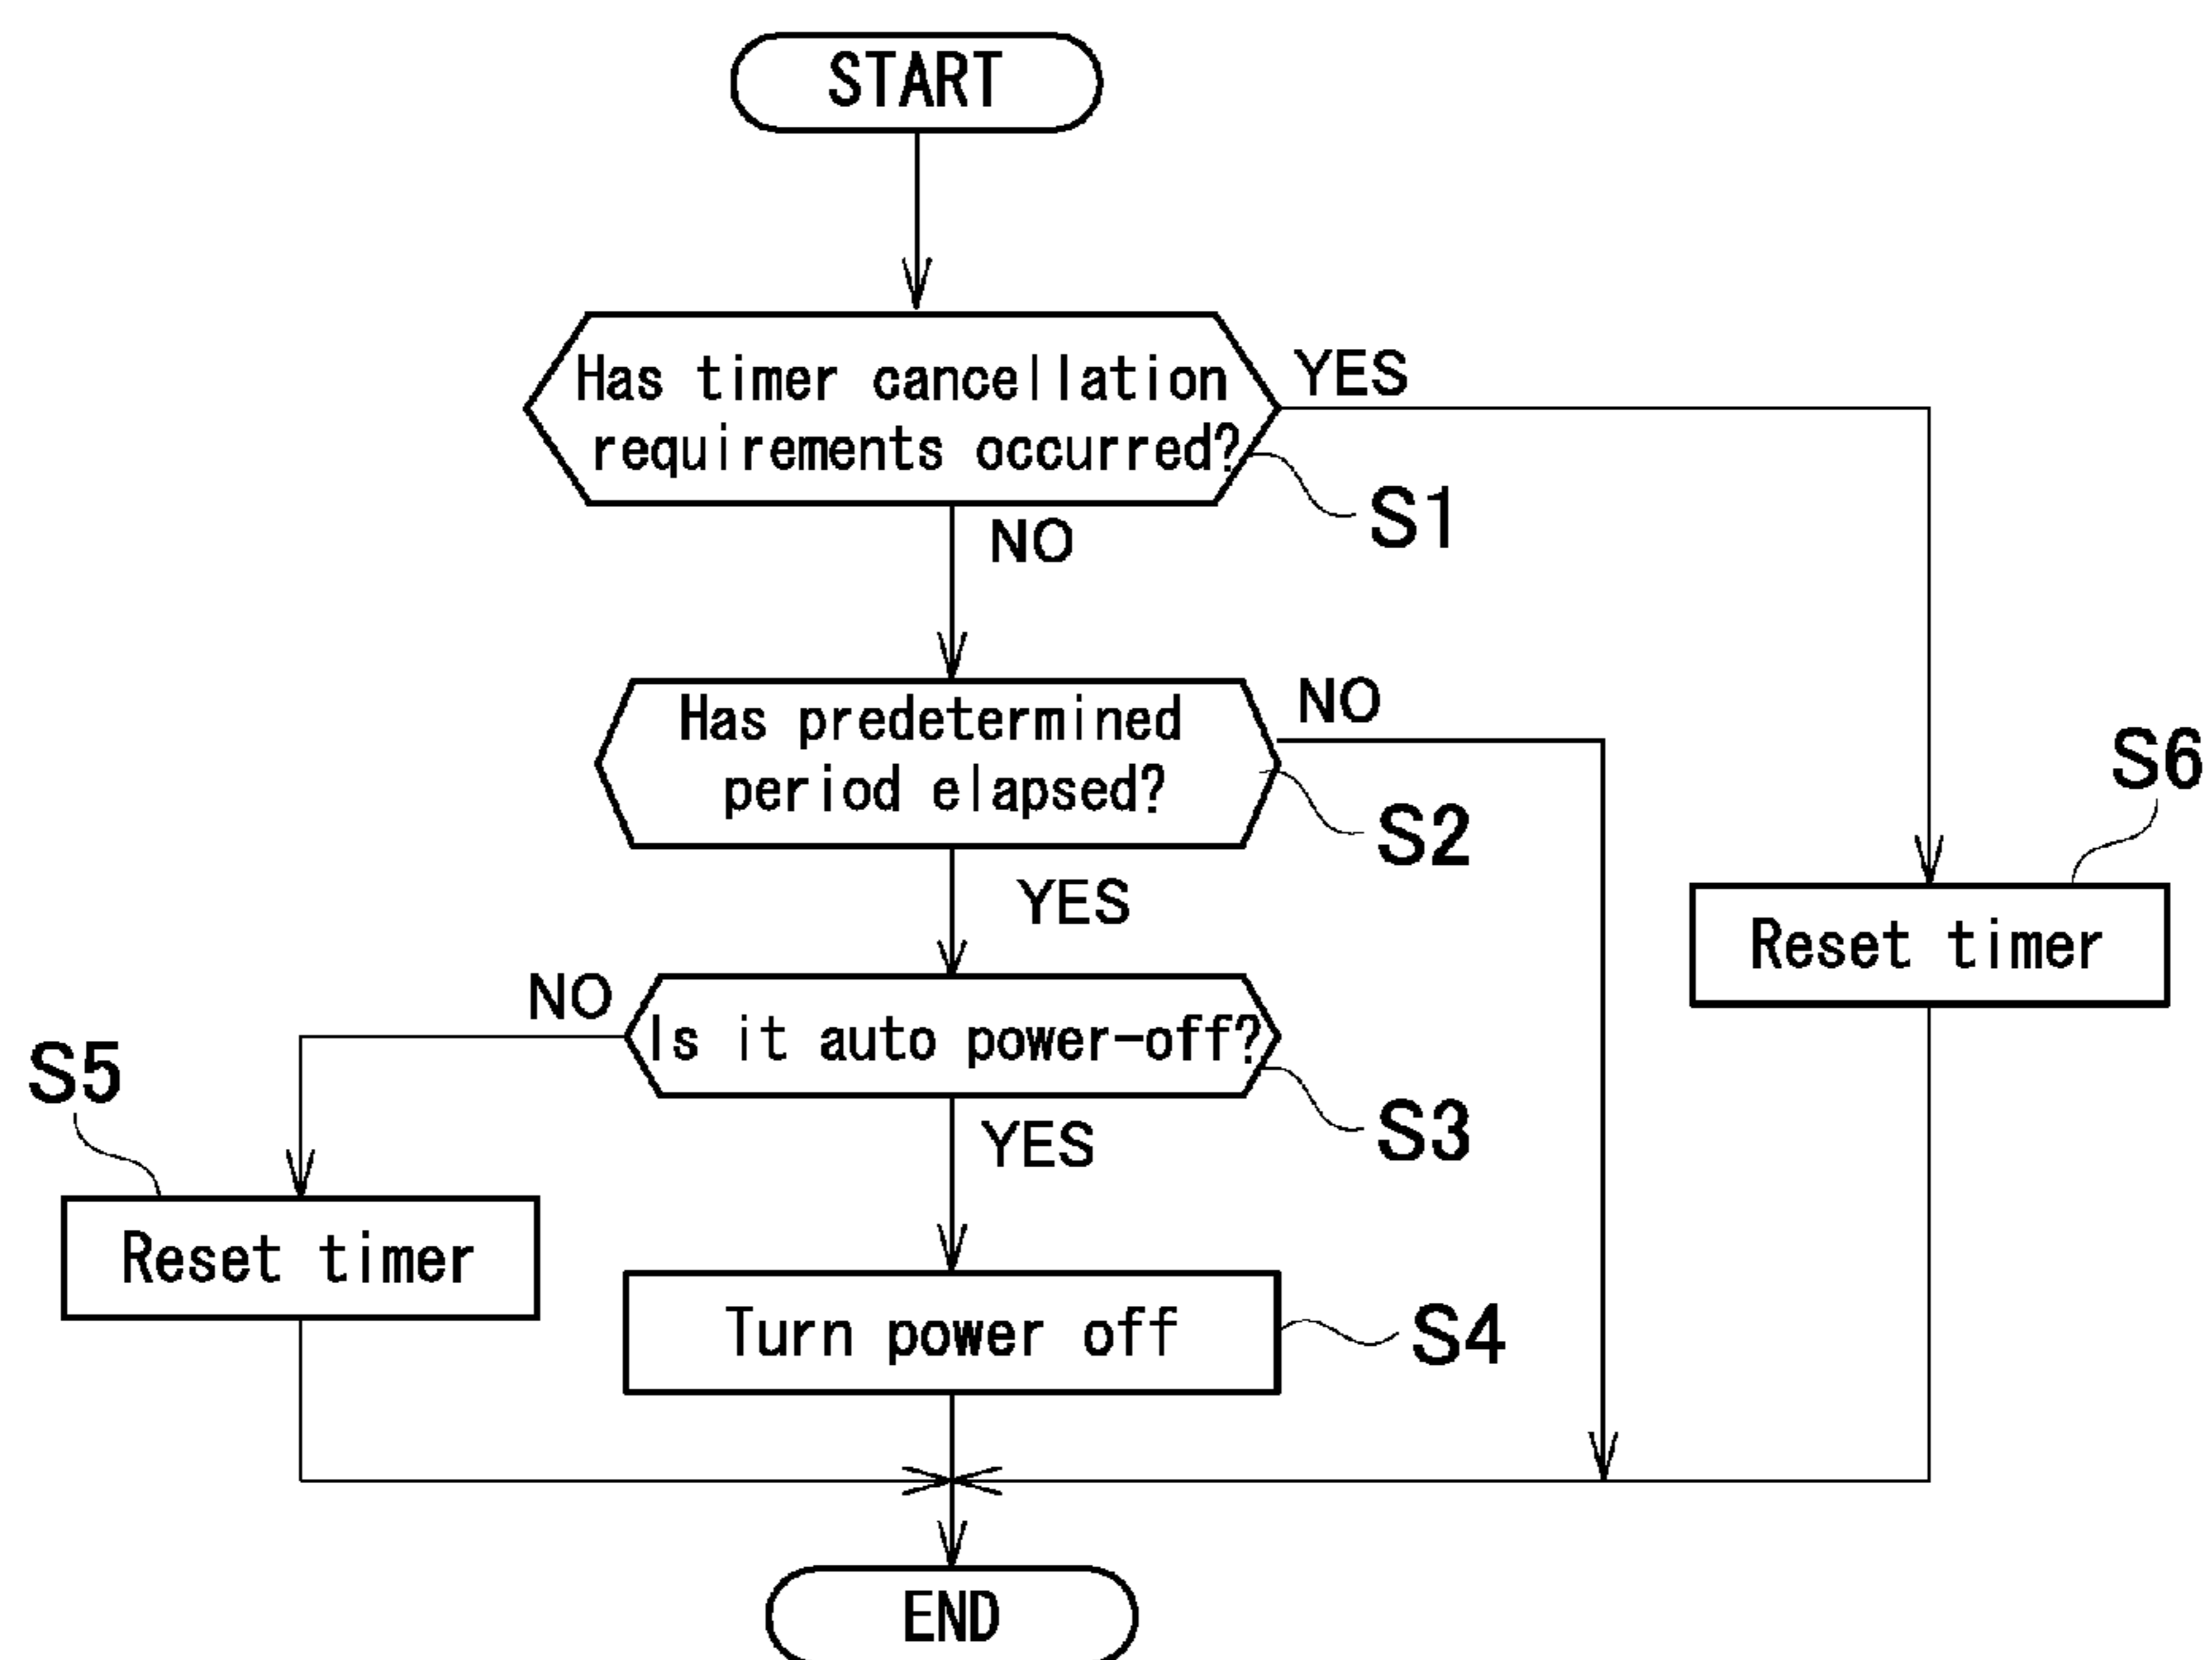 START
Has timer cancellation
requirements occurred?
YES
S1
NO
Has predetermined
period elapsed?
NO
S2
S6
YES
Reset timer
NO
Is it auto power-off?
S5
S3
YES
Reset timer
Turn power off
S4
END